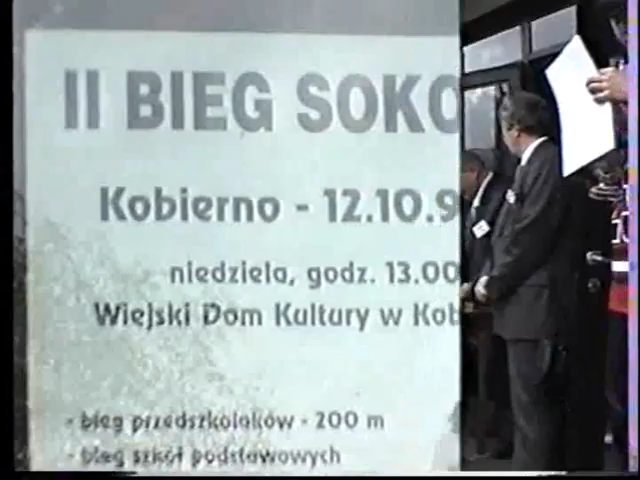 II BIEG SOKO
Kobierno - 12.10.9
niedziela, godz. 13.00
Wiejski Dom Kultury w Kob
- bieg przedszkolaków - 200 m
- bieg szkół podstawowych